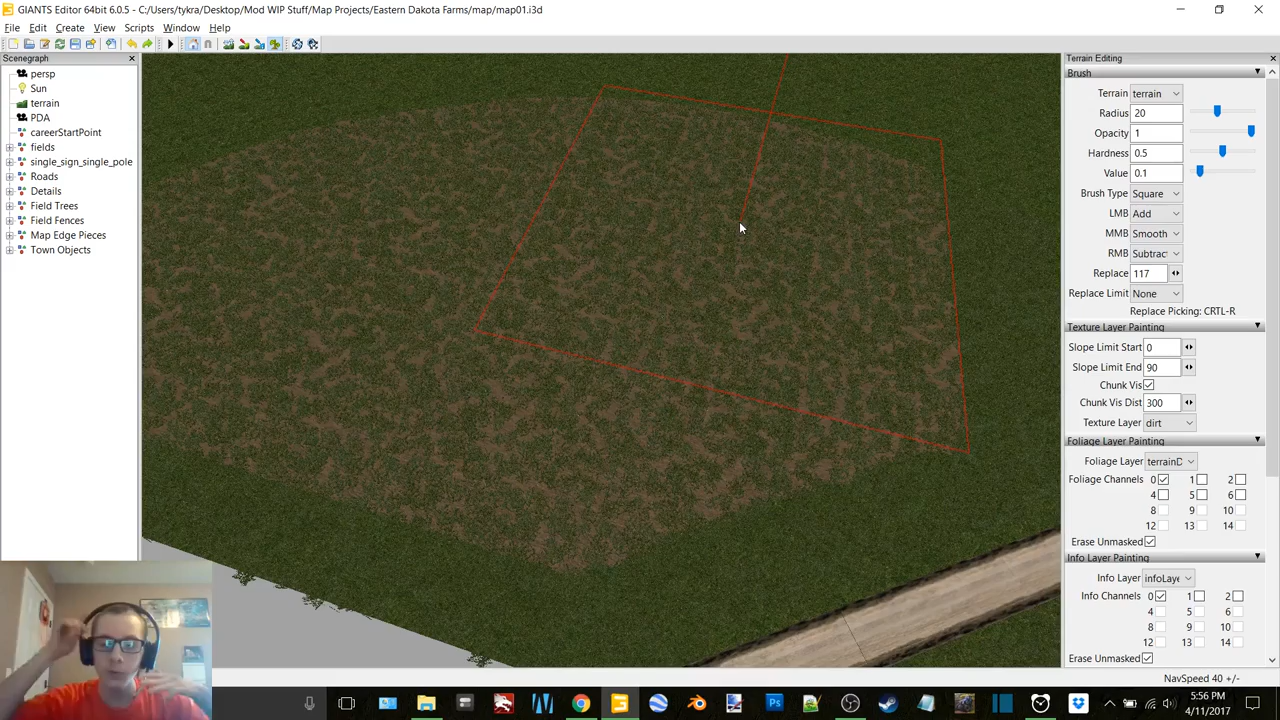 GIANTS Editor 64bit 6.0.5 - C:/Users/tykra/Desktop/Mod WIP Stuff/Map Projects/Eastern Dakota Farms/map/map01.i3d
File Edit Create View Scripts Window Help
Scenegraph
persp
Sun
terrain
PDA
careerStartPoint
fields
single_sign_single_pole
Roads
Details
Field Trees
Field Fences
Map Edge Pieces
Town Objects
Terrain Editing
Brush
Terrain terrain
Radius 20
Opacity 1
Hardness 0.5
Value 0.1
Brush Type Square
LMB Add
MMB Smooth
RMB Subtrac
Replace 117
Replace Limit None
Replace Picking: CRTL-R
Texture Layer Painting
Slope Limit Start 0
Slope Limit End 90
Chunk Vis
Chunk Vis Dist 300
Texture Layer dirt
Foliage Layer Painting
Foliage Layer terrainD
Foliage Channels 0 1 2
4 5 6
8 9 10
12 13 14
Erase Unmasked
Info Layer Painting
Info Layer infoLaye
Info Channels 0 1 2
4 5 6
8 9 10
12 13 14
Erase Unmasked
NavSpeed 40 +/-
5:56 PM
4/11/2017